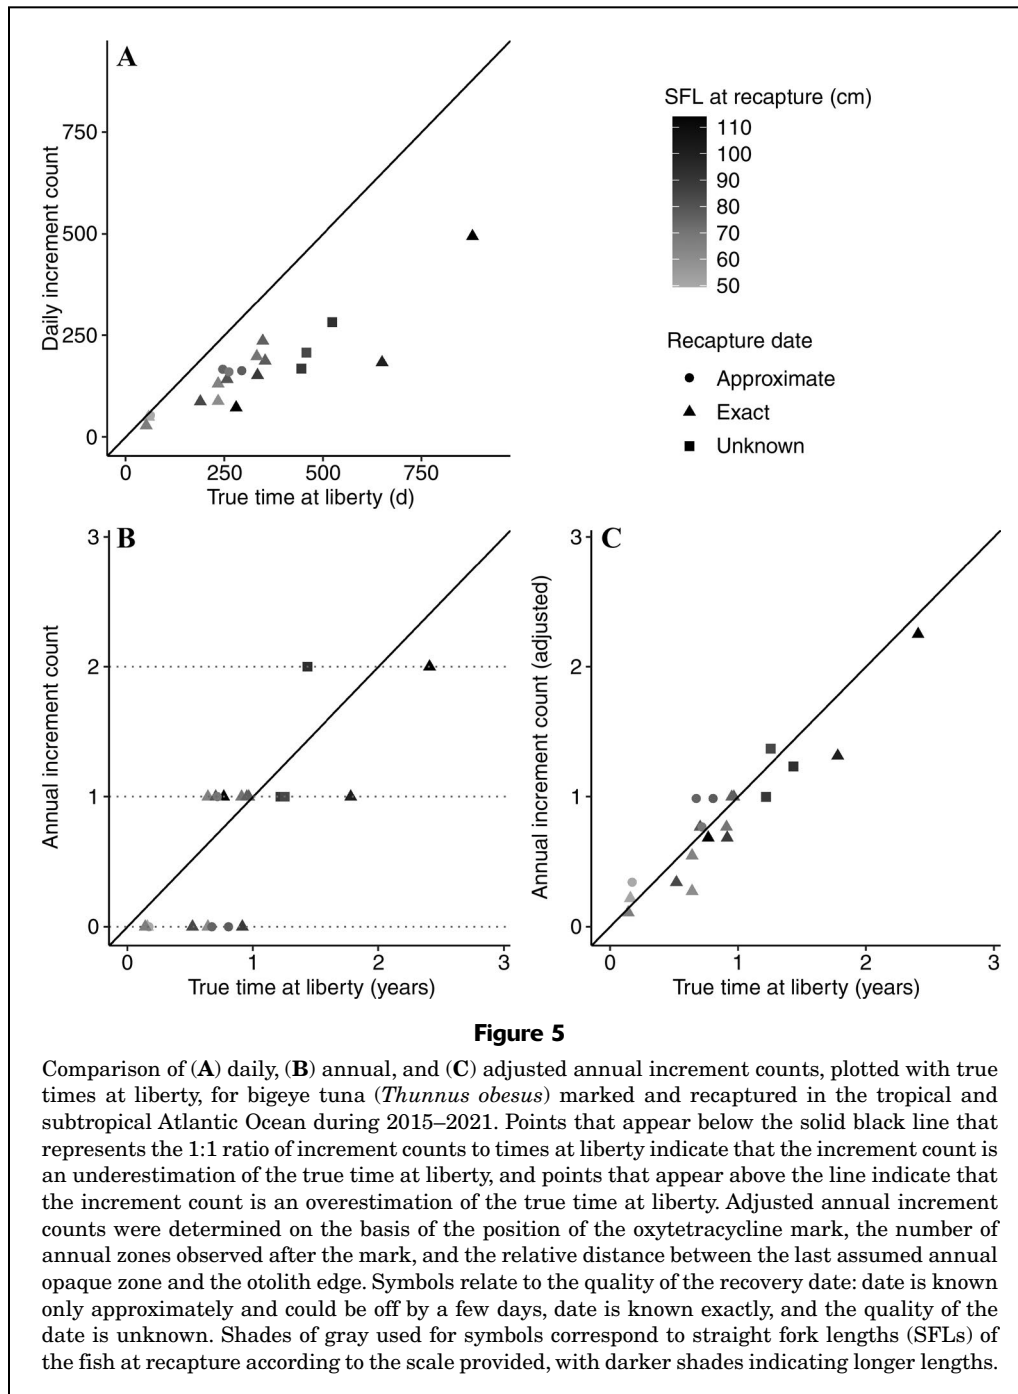 A
750
500
250
0
Daily increment count
0 250 500 750
True time at liberty (d)
SFL at recapture (cm)
110
100
90
80
70
60
50
Recapture date
Approximate
Exact
Unknown
B
3
2
1
0
Annual increment count
0 1 2 3
True time at liberty (years)
C
3
2
1
0
Annual increment count (adjusted)
0 1 2 3
True time at liberty (years)
Figure 5
Comparison of (A) daily, (B) annual, and (C) adjusted annual increment counts, plotted with true
times at liberty, for bigeye tuna (Thunnus obesus) marked and recaptured in the tropical and
subtropical Atlantic Ocean during 2015–2021. Points that appear below the solid black line that
represents the 1:1 ratio of increment counts to times at liberty indicate that the increment count is
an underestimation of the true time at liberty, and points that appear above the line indicate that
the increment count is an overestimation of the true time at liberty. Adjusted annual increment
counts were determined on the basis of the position of the oxytetracycline mark, the number of
annual zones observed after the mark, and the relative distance between the last assumed annual
opaque zone and the otolith edge. Symbols relate to the quality of the recovery date: date is known
only approximately and could be off by a few days, date is known exactly, and the quality of the
date is unknown. Shades of gray used for symbols correspond to straight fork lengths (SFLs) of
the fish at recapture according to the scale provided, with darker shades indicating longer lengths.